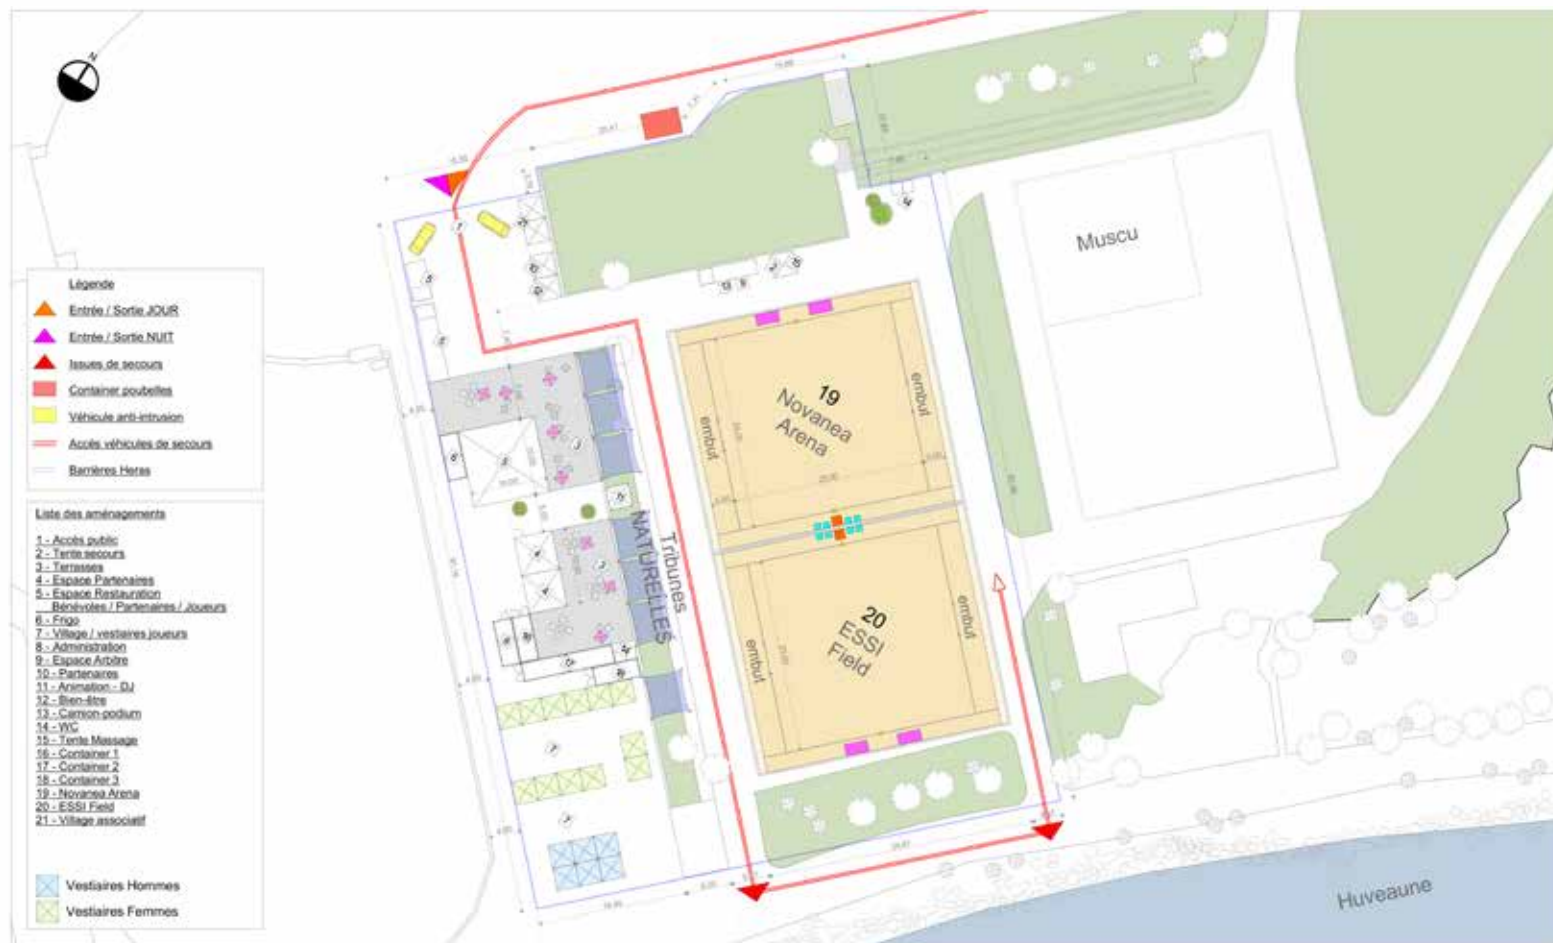 N
Muscu
Légende
Entrée / Sortie JOUR
Entrée / Sortie NUIT
Issues de secours
Container poubelles
Véhicule anti-intrusion
Accès véhicules de secours
Barrières Heras
19
Novanea
Arena
embut
embut
Tribunes
NATURELLES
20
ESSI
Field
embut
embut
Liste des aménagements
1 - Accès public
2 - Tente secours
3 - Terrasses
4 - Espace Partenaires
5 - Espace Restauration
Bénévoles / Partenaires / Joueurs
6 - Frigo
7 - Village / vestiaires joueurs
8 - Administration
9 - Espace Arbitre
10 - Partenaires
11 - Animation - DJ
12 - Bien-être
13 - Camion-podium
14 - WC
15 - Tente Massage
16 - Container 1
17 - Container 2
18 - Container 3
19 - Novanea Arena
20 - ESSI Field
21 - Village associatif
Vestiaires Hommes
Vestiaires Femmes
Huveaune